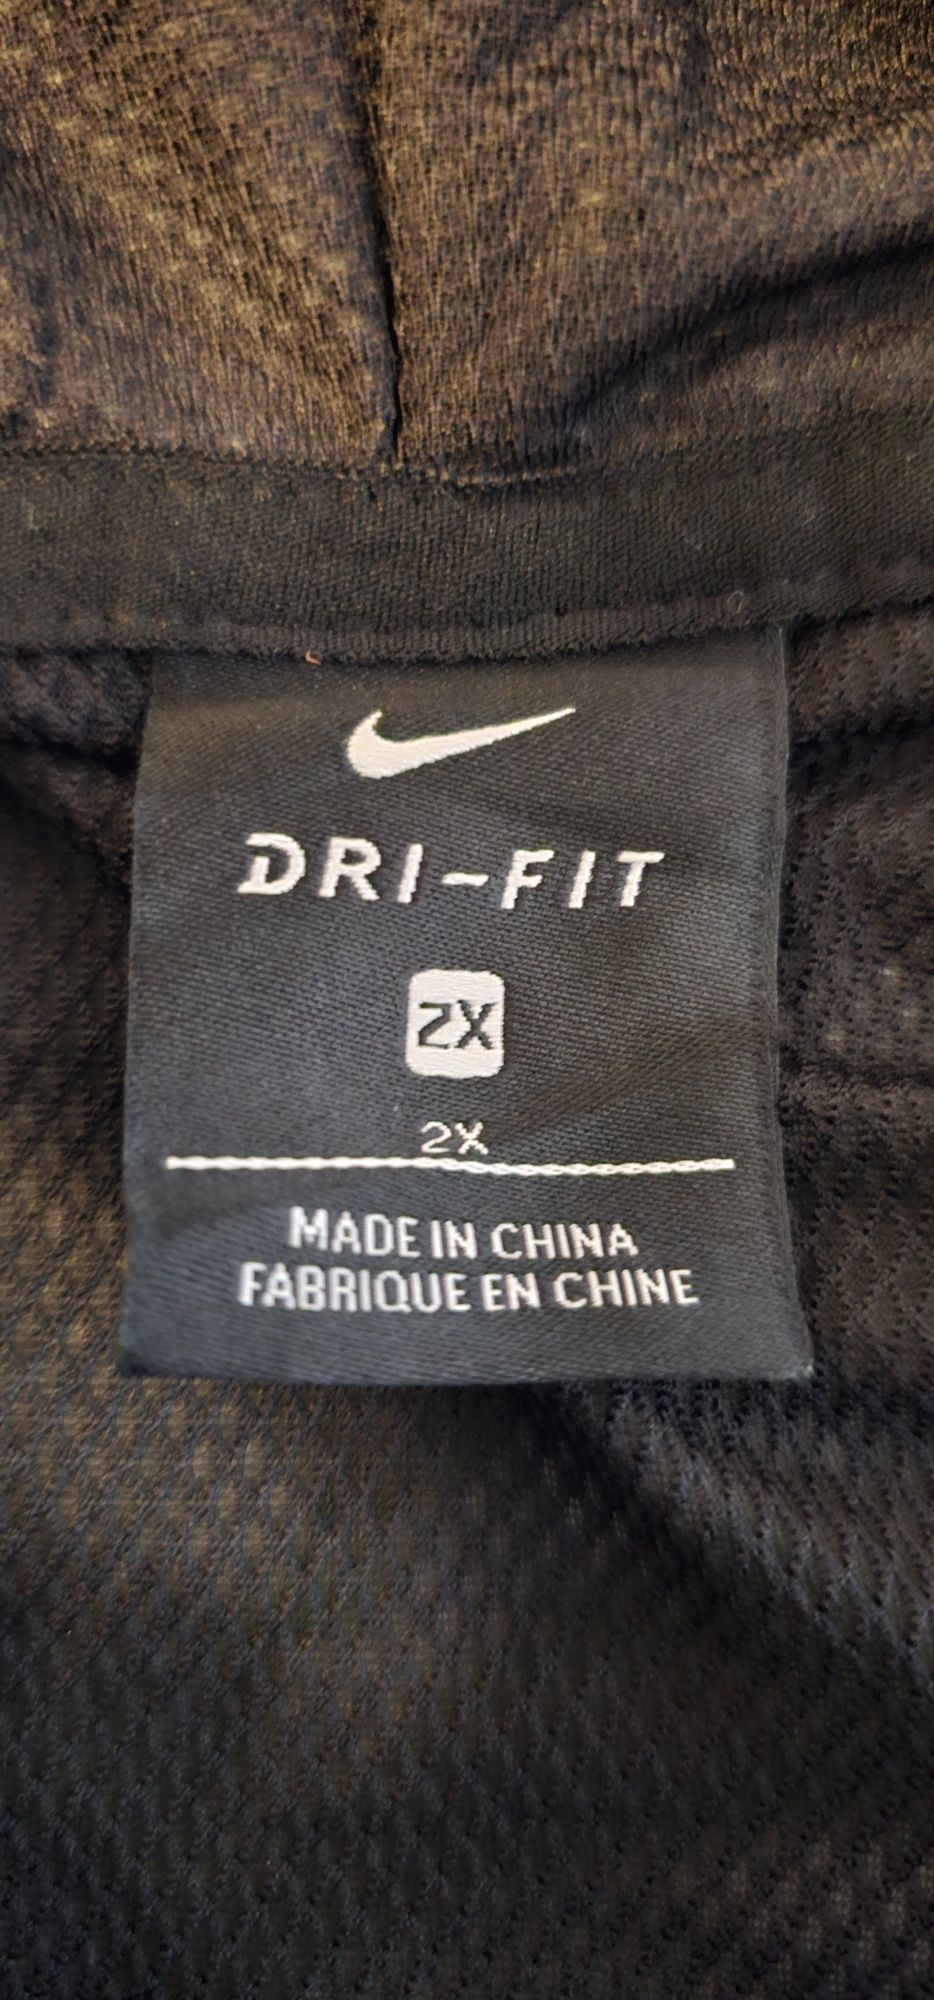 DRI-FIT
2X
2X
MADE IN CHINA
FABRIQUE EN CHINE